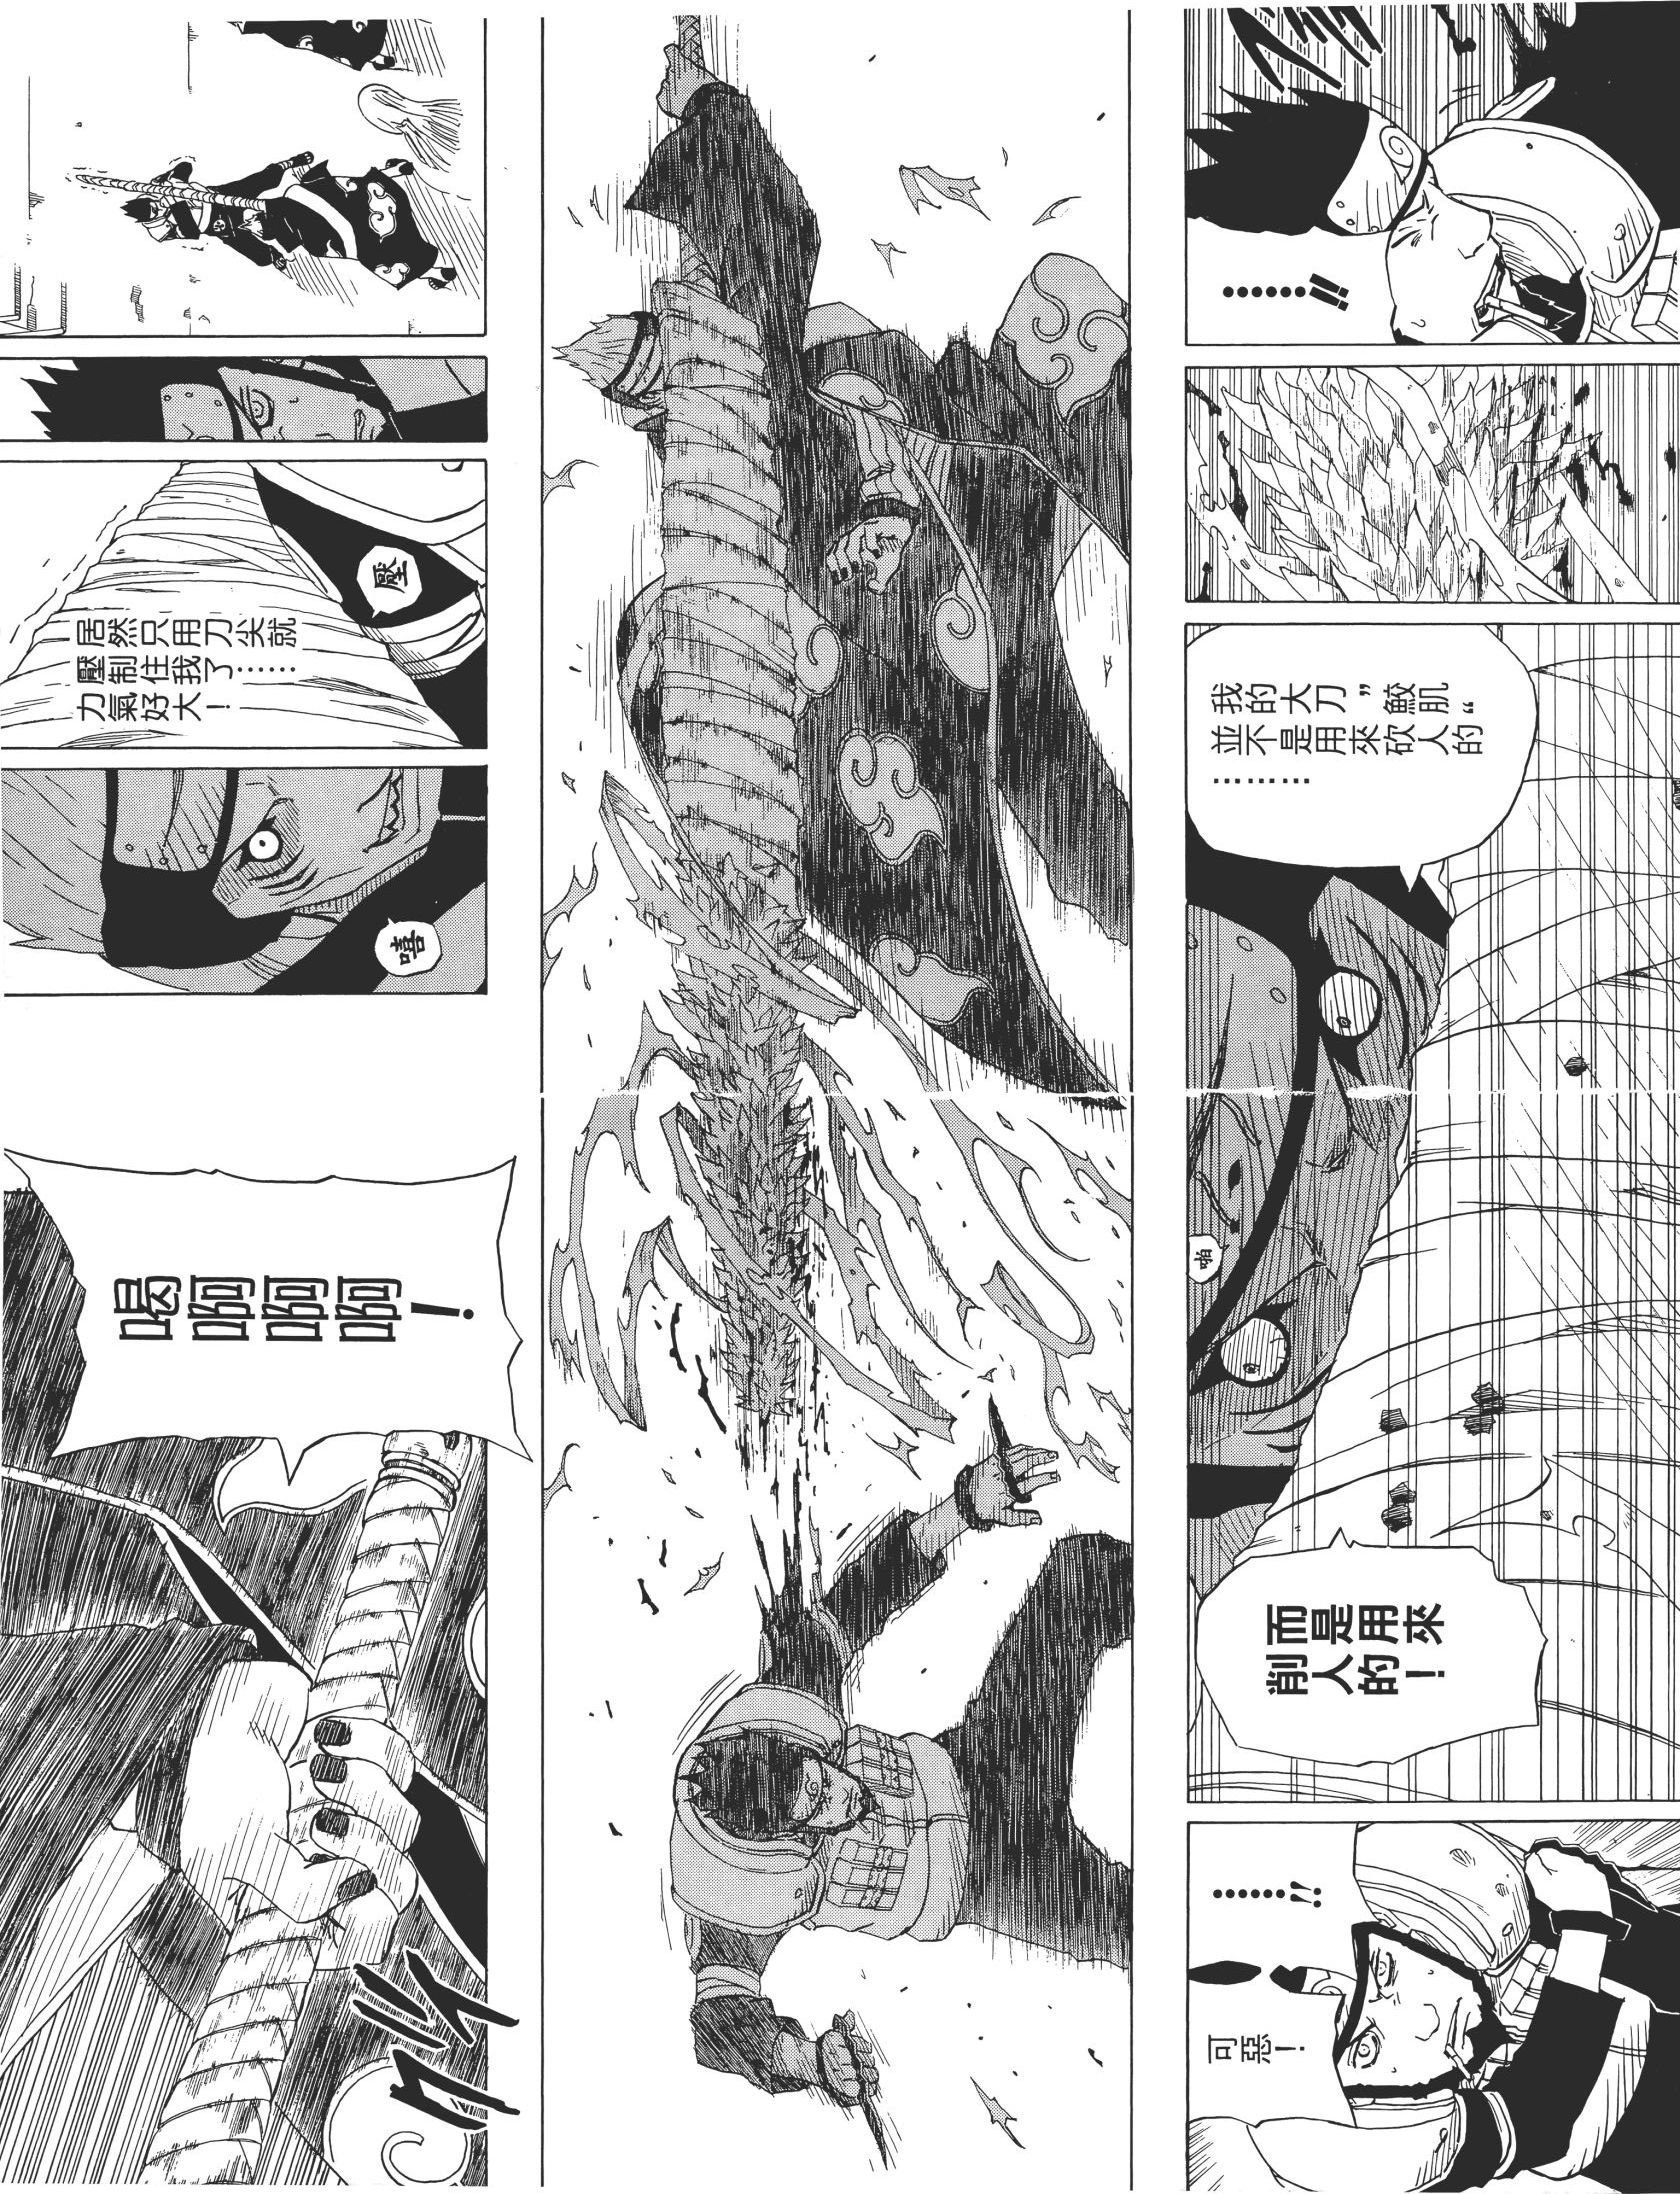 壓
居然只用刀尖就
壓制住我了……
力氣好大！
嘻
喝啊啊啊！
……!!
我的大刀”鮫肌“
並不是用來砍人的
………
啪
而是用來
削人的！
……!!
可惡！